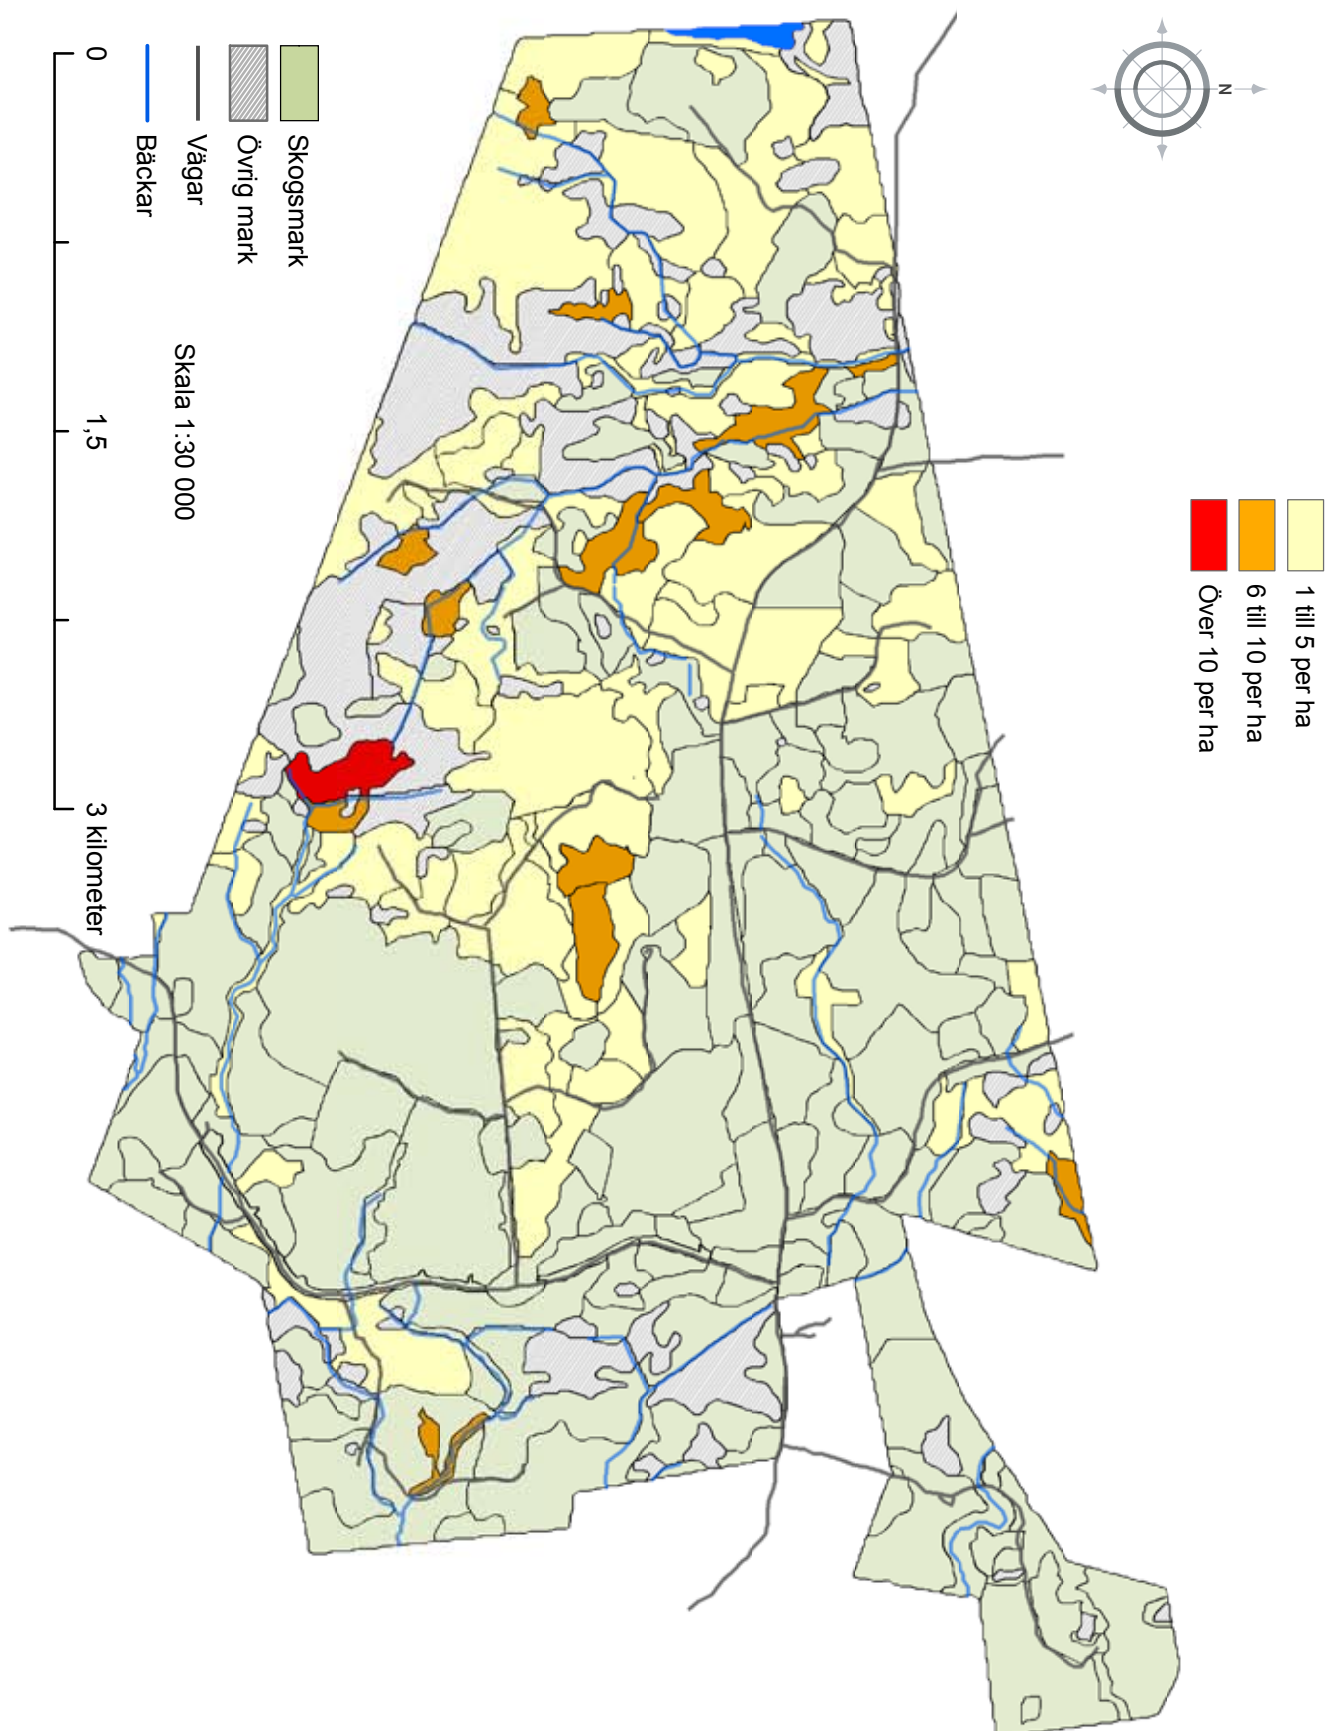 N
1 till 5 per ha
6 till 10 per ha
Över 10 per ha
Skogsmark
Övrig mark
Vägar
Bäckar
Skala 1:30 000
0
1,5
3 kilometer